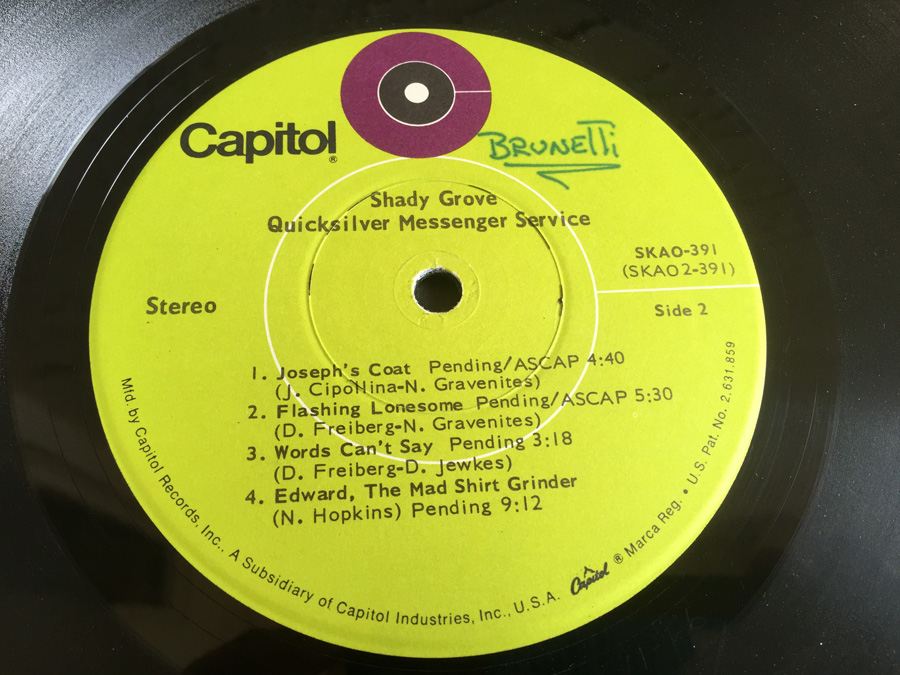 Capitol®
BRUNETTI
Shady Grove
Quicksilver Messenger Service
SKAO-391
(SKAO2-391)
Stereo
Side 2
1. Joseph's Coat Pending/ASCAP 4:40
(J. Cipollina-N. Gravenites)
2. Flashing Lonesome Pending/ASCAP 5:30
(D. Freiberg-N. Gravenites)
3. Words Can't Say Pending 3:18
(D. Freiberg-D. Jewkes)
4. Edward, The Mad Shirt Grinder
(N. Hopkins) Pending 9:12
Mfd. by Capitol Records, Inc., A Subsidiary of Capitol Industries, Inc., U.S.A. Capitol ® Marca Reg. • U.S. Pat. No. 2.631.859